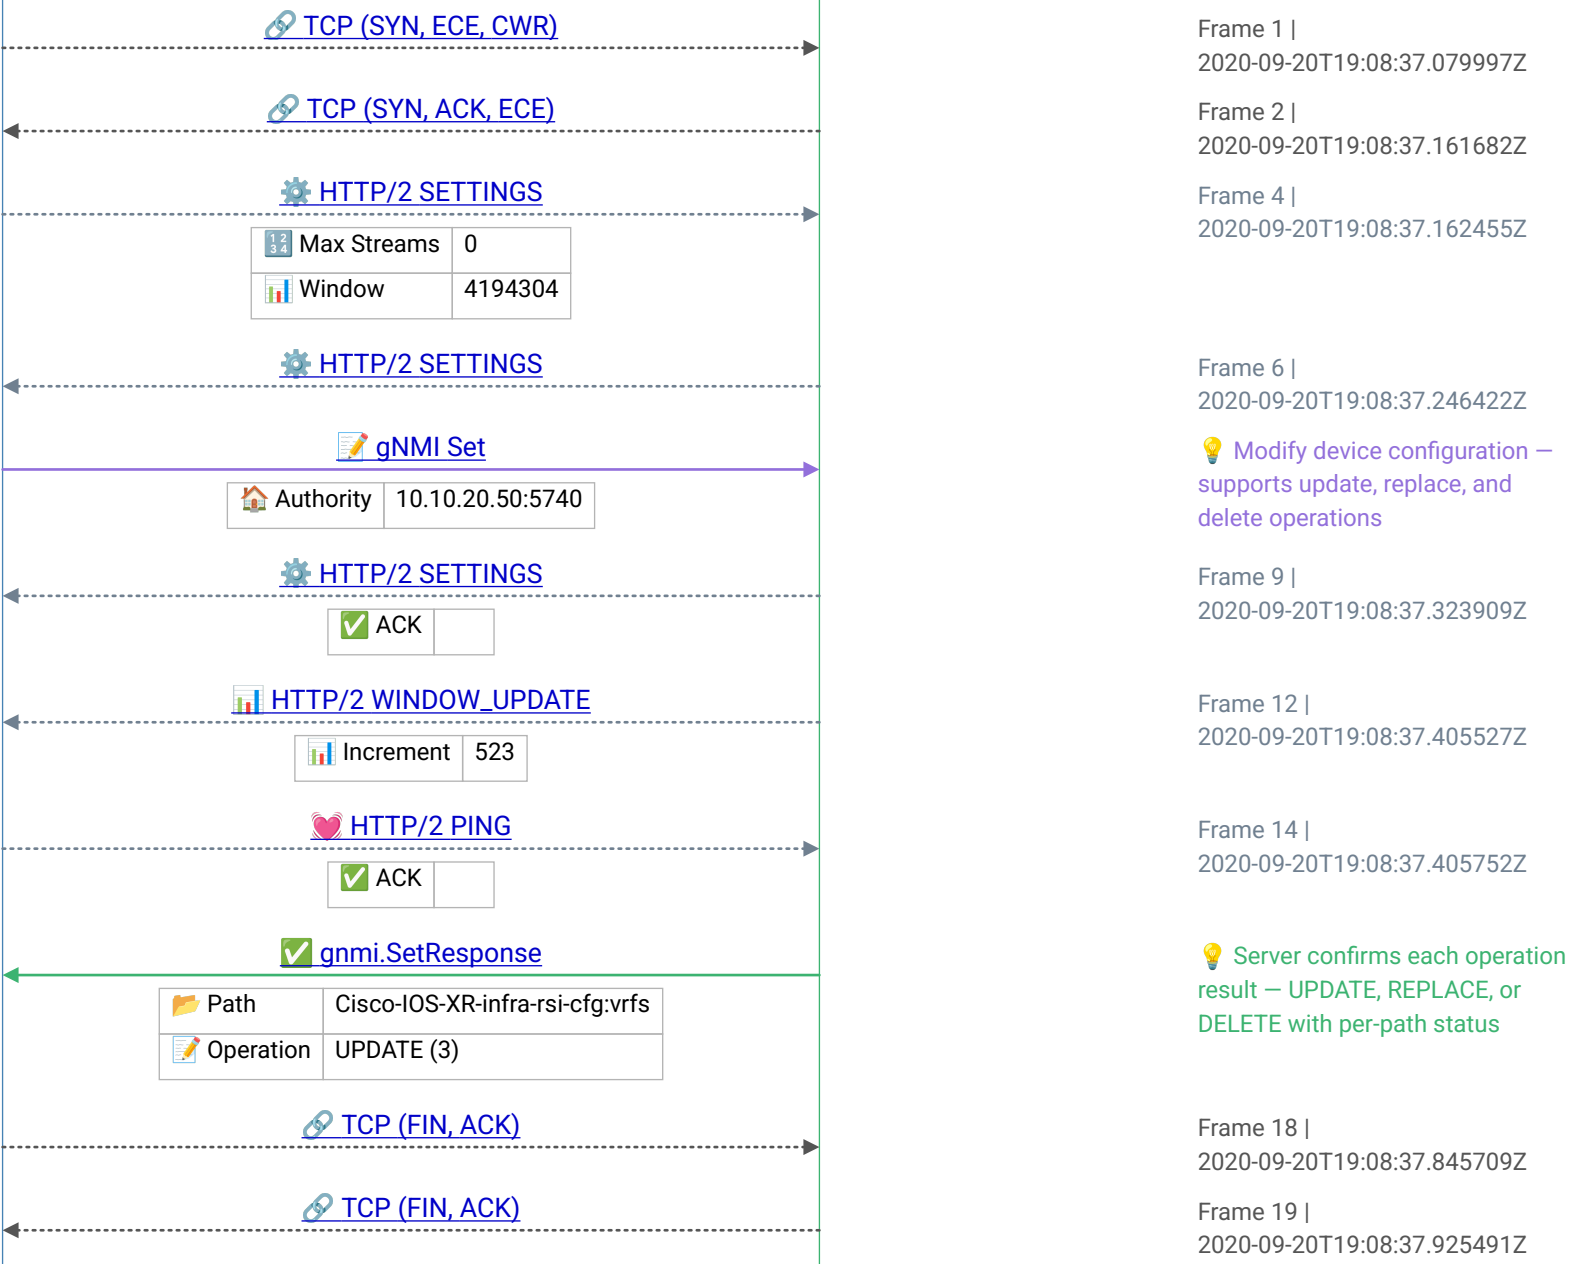 🔗 TCP (SYN, ECE, CWR)
Frame 1 |
2020-09-20T19:08:37.079997Z
🔗 TCP (SYN, ACK, ECE)
Frame 2 |
2020-09-20T19:08:37.161682Z
⚙️ HTTP/2 SETTINGS
Frame 4 |
2020-09-20T19:08:37.162455Z
🔢 Max Streams 0
📊 Window 4194304
⚙️ HTTP/2 SETTINGS
Frame 6 |
2020-09-20T19:08:37.246422Z
📝 gNMI Set
💡 Modify device configuration —
supports update, replace, and
delete operations
🏠 Authority 10.10.20.50:5740
⚙️ HTTP/2 SETTINGS
Frame 9 |
2020-09-20T19:08:37.323909Z
✅ ACK
📊 HTTP/2 WINDOW_UPDATE
Frame 12 |
2020-09-20T19:08:37.405527Z
📊 Increment 523
💓 HTTP/2 PING
Frame 14 |
2020-09-20T19:08:37.405752Z
✅ ACK
✅ gnmi.SetResponse
💡 Server confirms each operation
result — UPDATE, REPLACE, or
DELETE with per-path status
📂 Path Cisco-IOS-XR-infra-rsi-cfg:vrfs
📝 Operation UPDATE (3)
🔗 TCP (FIN, ACK)
Frame 18 |
2020-09-20T19:08:37.845709Z
🔗 TCP (FIN, ACK)
Frame 19 |
2020-09-20T19:08:37.925491Z